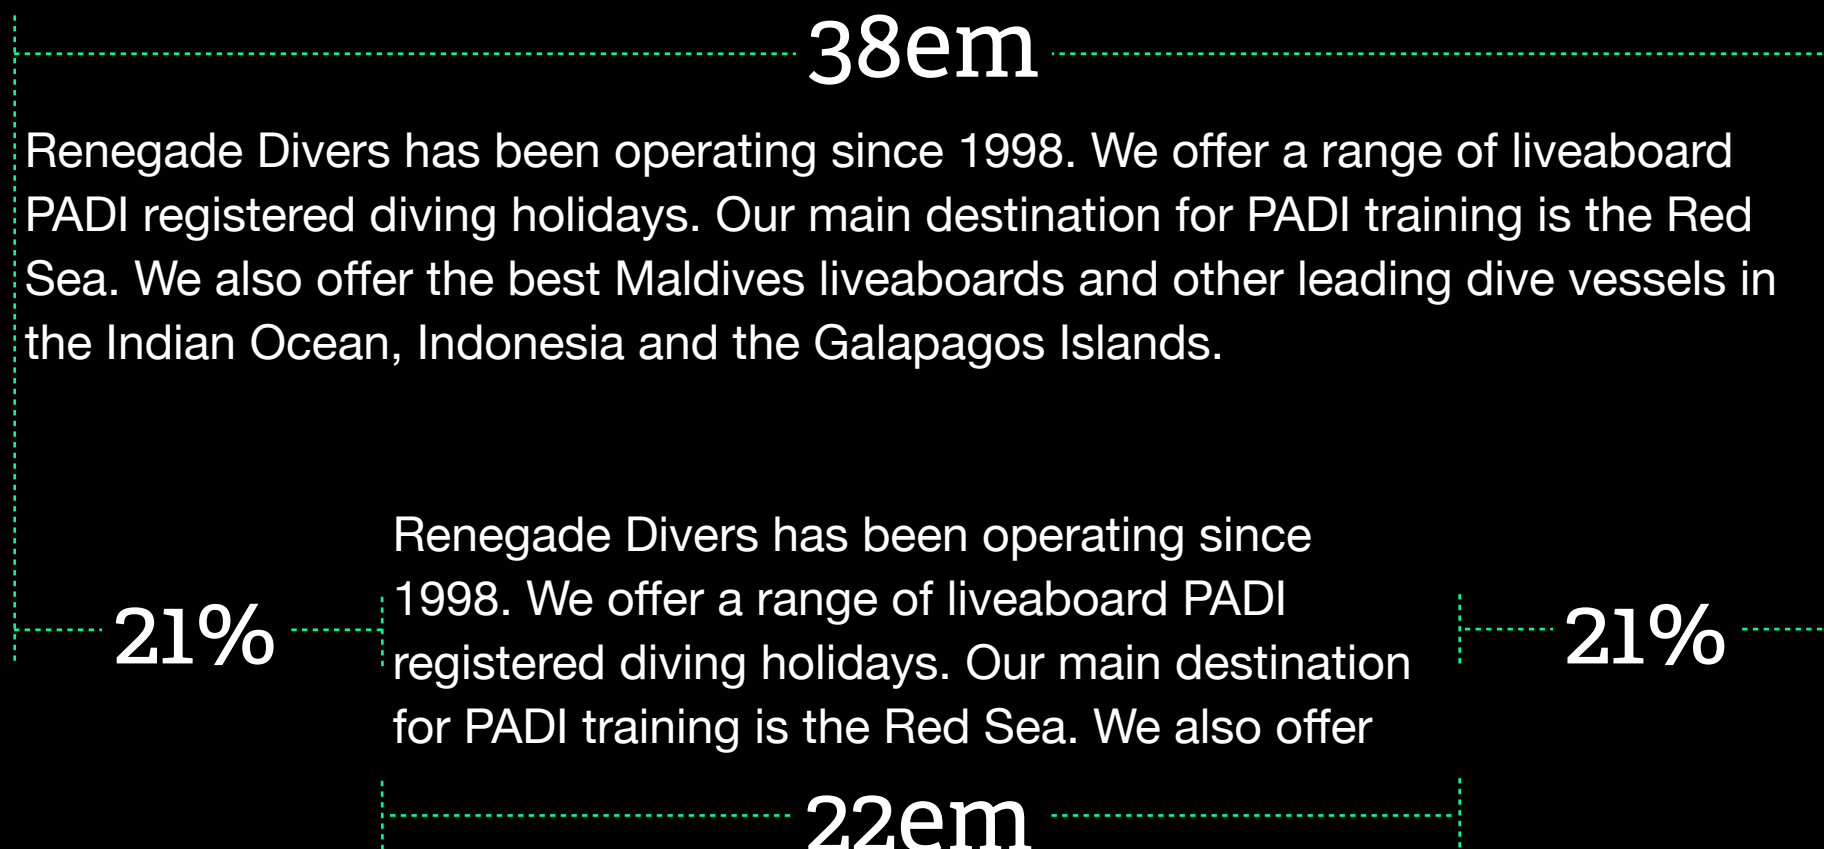 38em
Renegade Divers has been operating since 1998. We offer a range of liveaboard
PADI registered diving holidays. Our main destination for PADI training is the Red
Sea. We also offer the best Maldives liveaboards and other leading dive vessels in
the Indian Ocean, Indonesia and the Galapagos Islands.
Renegade Divers has been operating since
1998. We offer a range of liveaboard PADI
21%
21%
registered diving holidays. Our main destination
for PADI training is the Red Sea. We also offer
22em